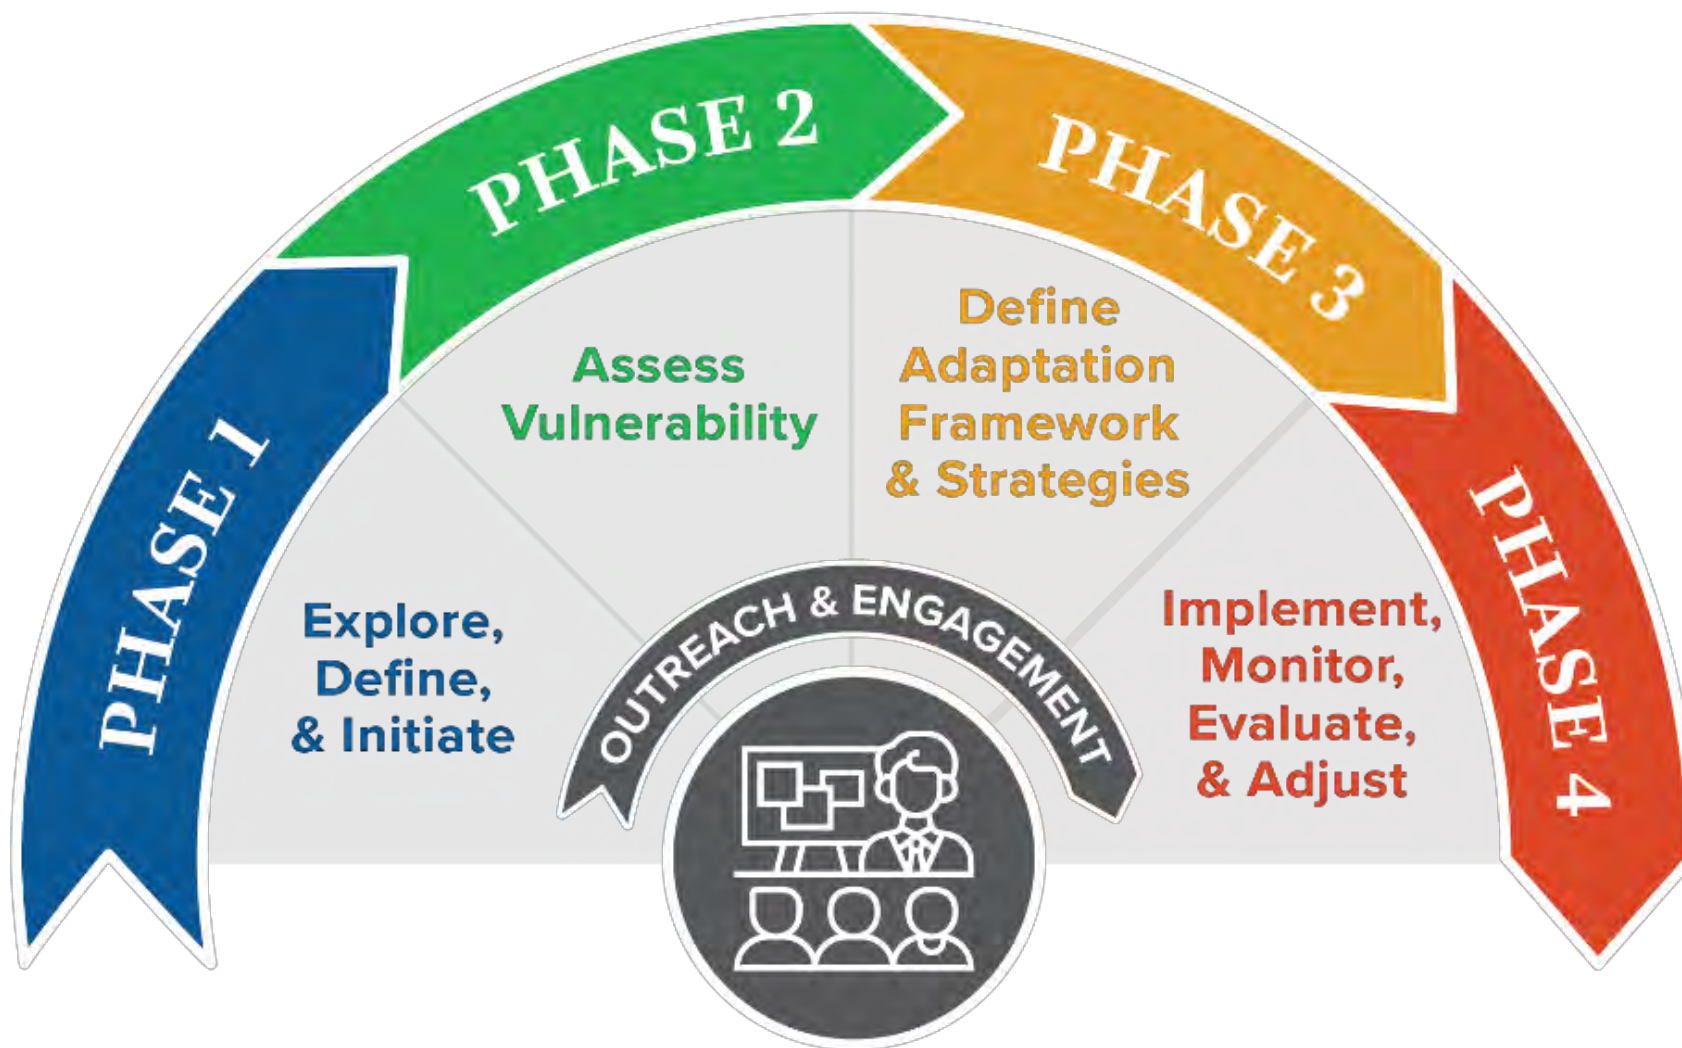 PHASE 1
Explore,
Define,
& Initiate
PHASE 2
Assess
Vulnerability
PHASE 3
Define
Adaptation
Framework
& Strategies
PHASE 4
Implement,
Monitor,
Evaluate,
& Adjust
OUTREACH & ENGAGEMENT